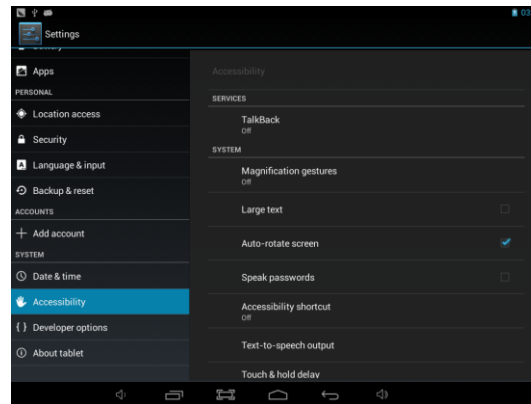 03
Settings
Battery
Apps
PERSONAL
Location access
Security
Language & input
Backup & reset
ACCOUNTS
Add account
SYSTEM
Date & time
Accessibility
Developer options
About tablet
Accessibility
SERVICES
TalkBack
Off
SYSTEM
Magnification gestures
Off
Large text
Auto-rotate screen
Speak passwords
Accessibility shortcut
Off
Text-to-speech output
Touch & hold delay